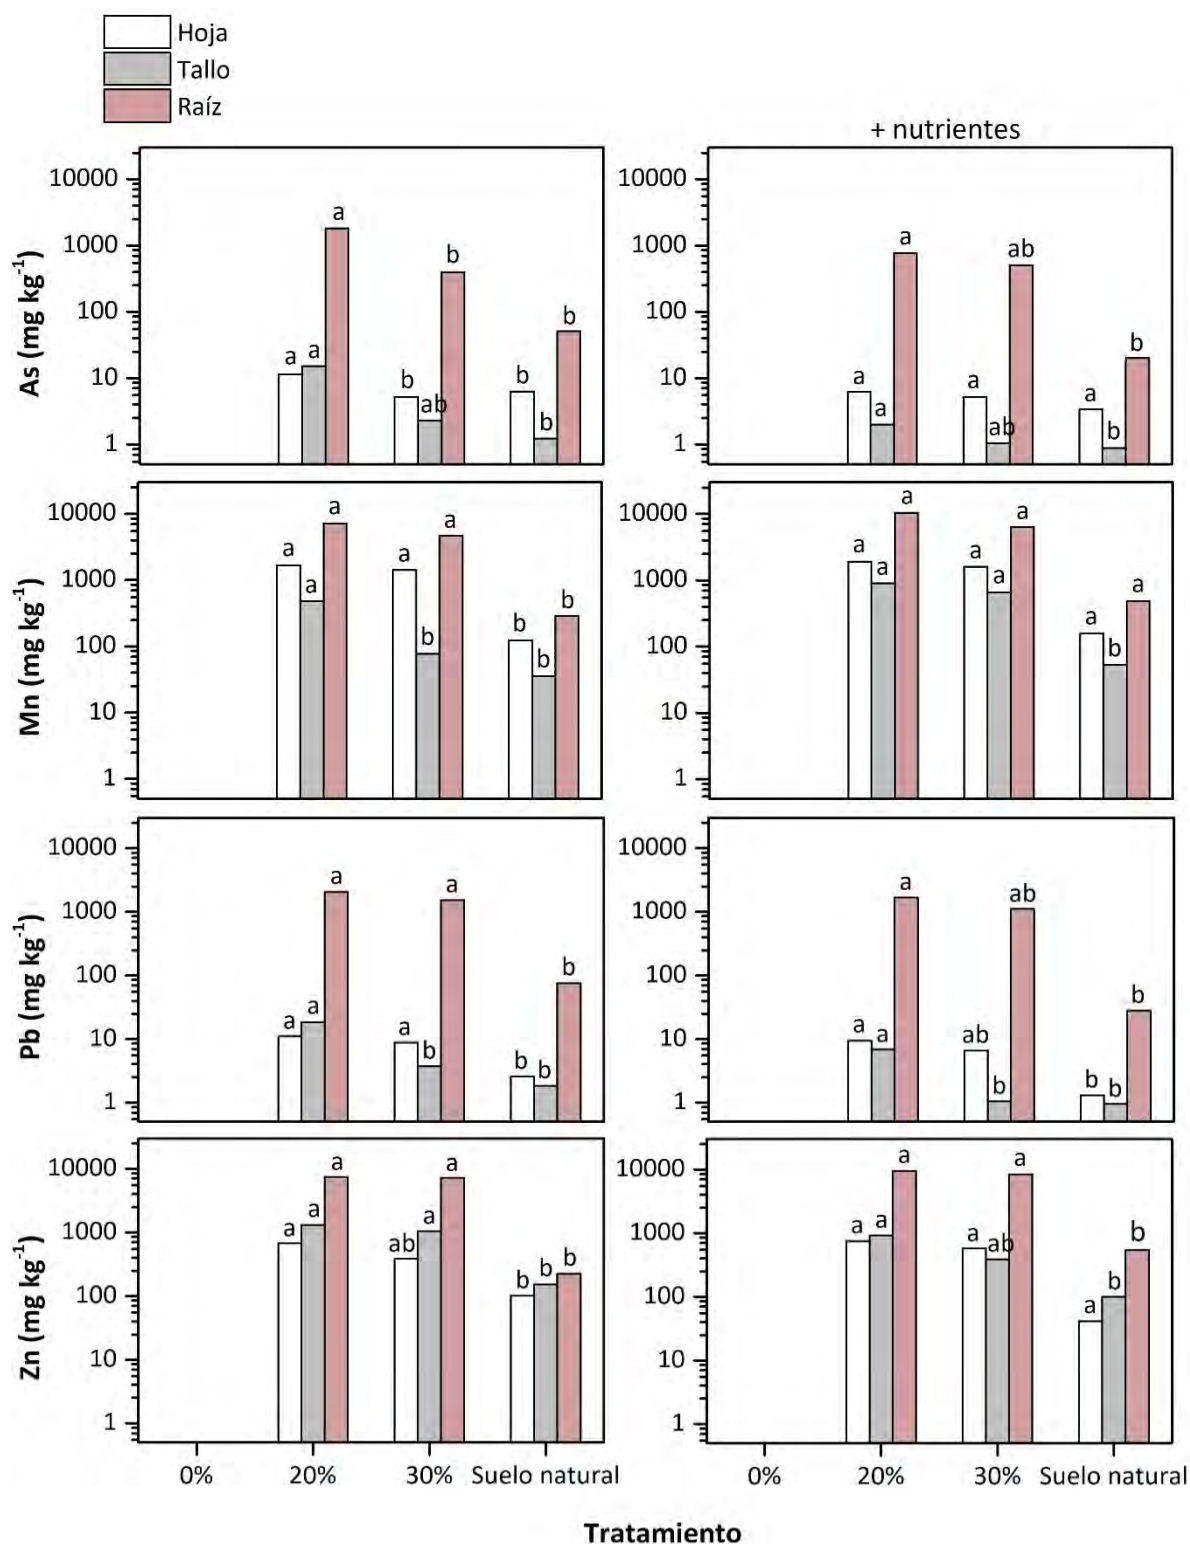 Hoja
Tallo
Raíz
+ nutrientes
As (mg kg⁻¹)
10000
1000
100
10
1
a a a
b ab b
b b b
10000
1000
100
10
1
a a a
a ab ab
a b b
Mn (mg kg⁻¹)
10000
1000
100
10
1
a a a
a b a
b b b
10000
1000
100
10
1
a a a
a a a
a b a
Pb (mg kg⁻¹)
10000
1000
100
10
1
a a a
a b a
b b b
10000
1000
100
10
1
a a a
ab b ab
b b b
Zn (mg kg⁻¹)
10000
1000
100
10
1
a a a
ab a a
b b b
10000
1000
100
10
1
a a a
a ab a
a b b
0% 20% 30% Suelo natural
0% 20% 30% Suelo natural
Tratamiento